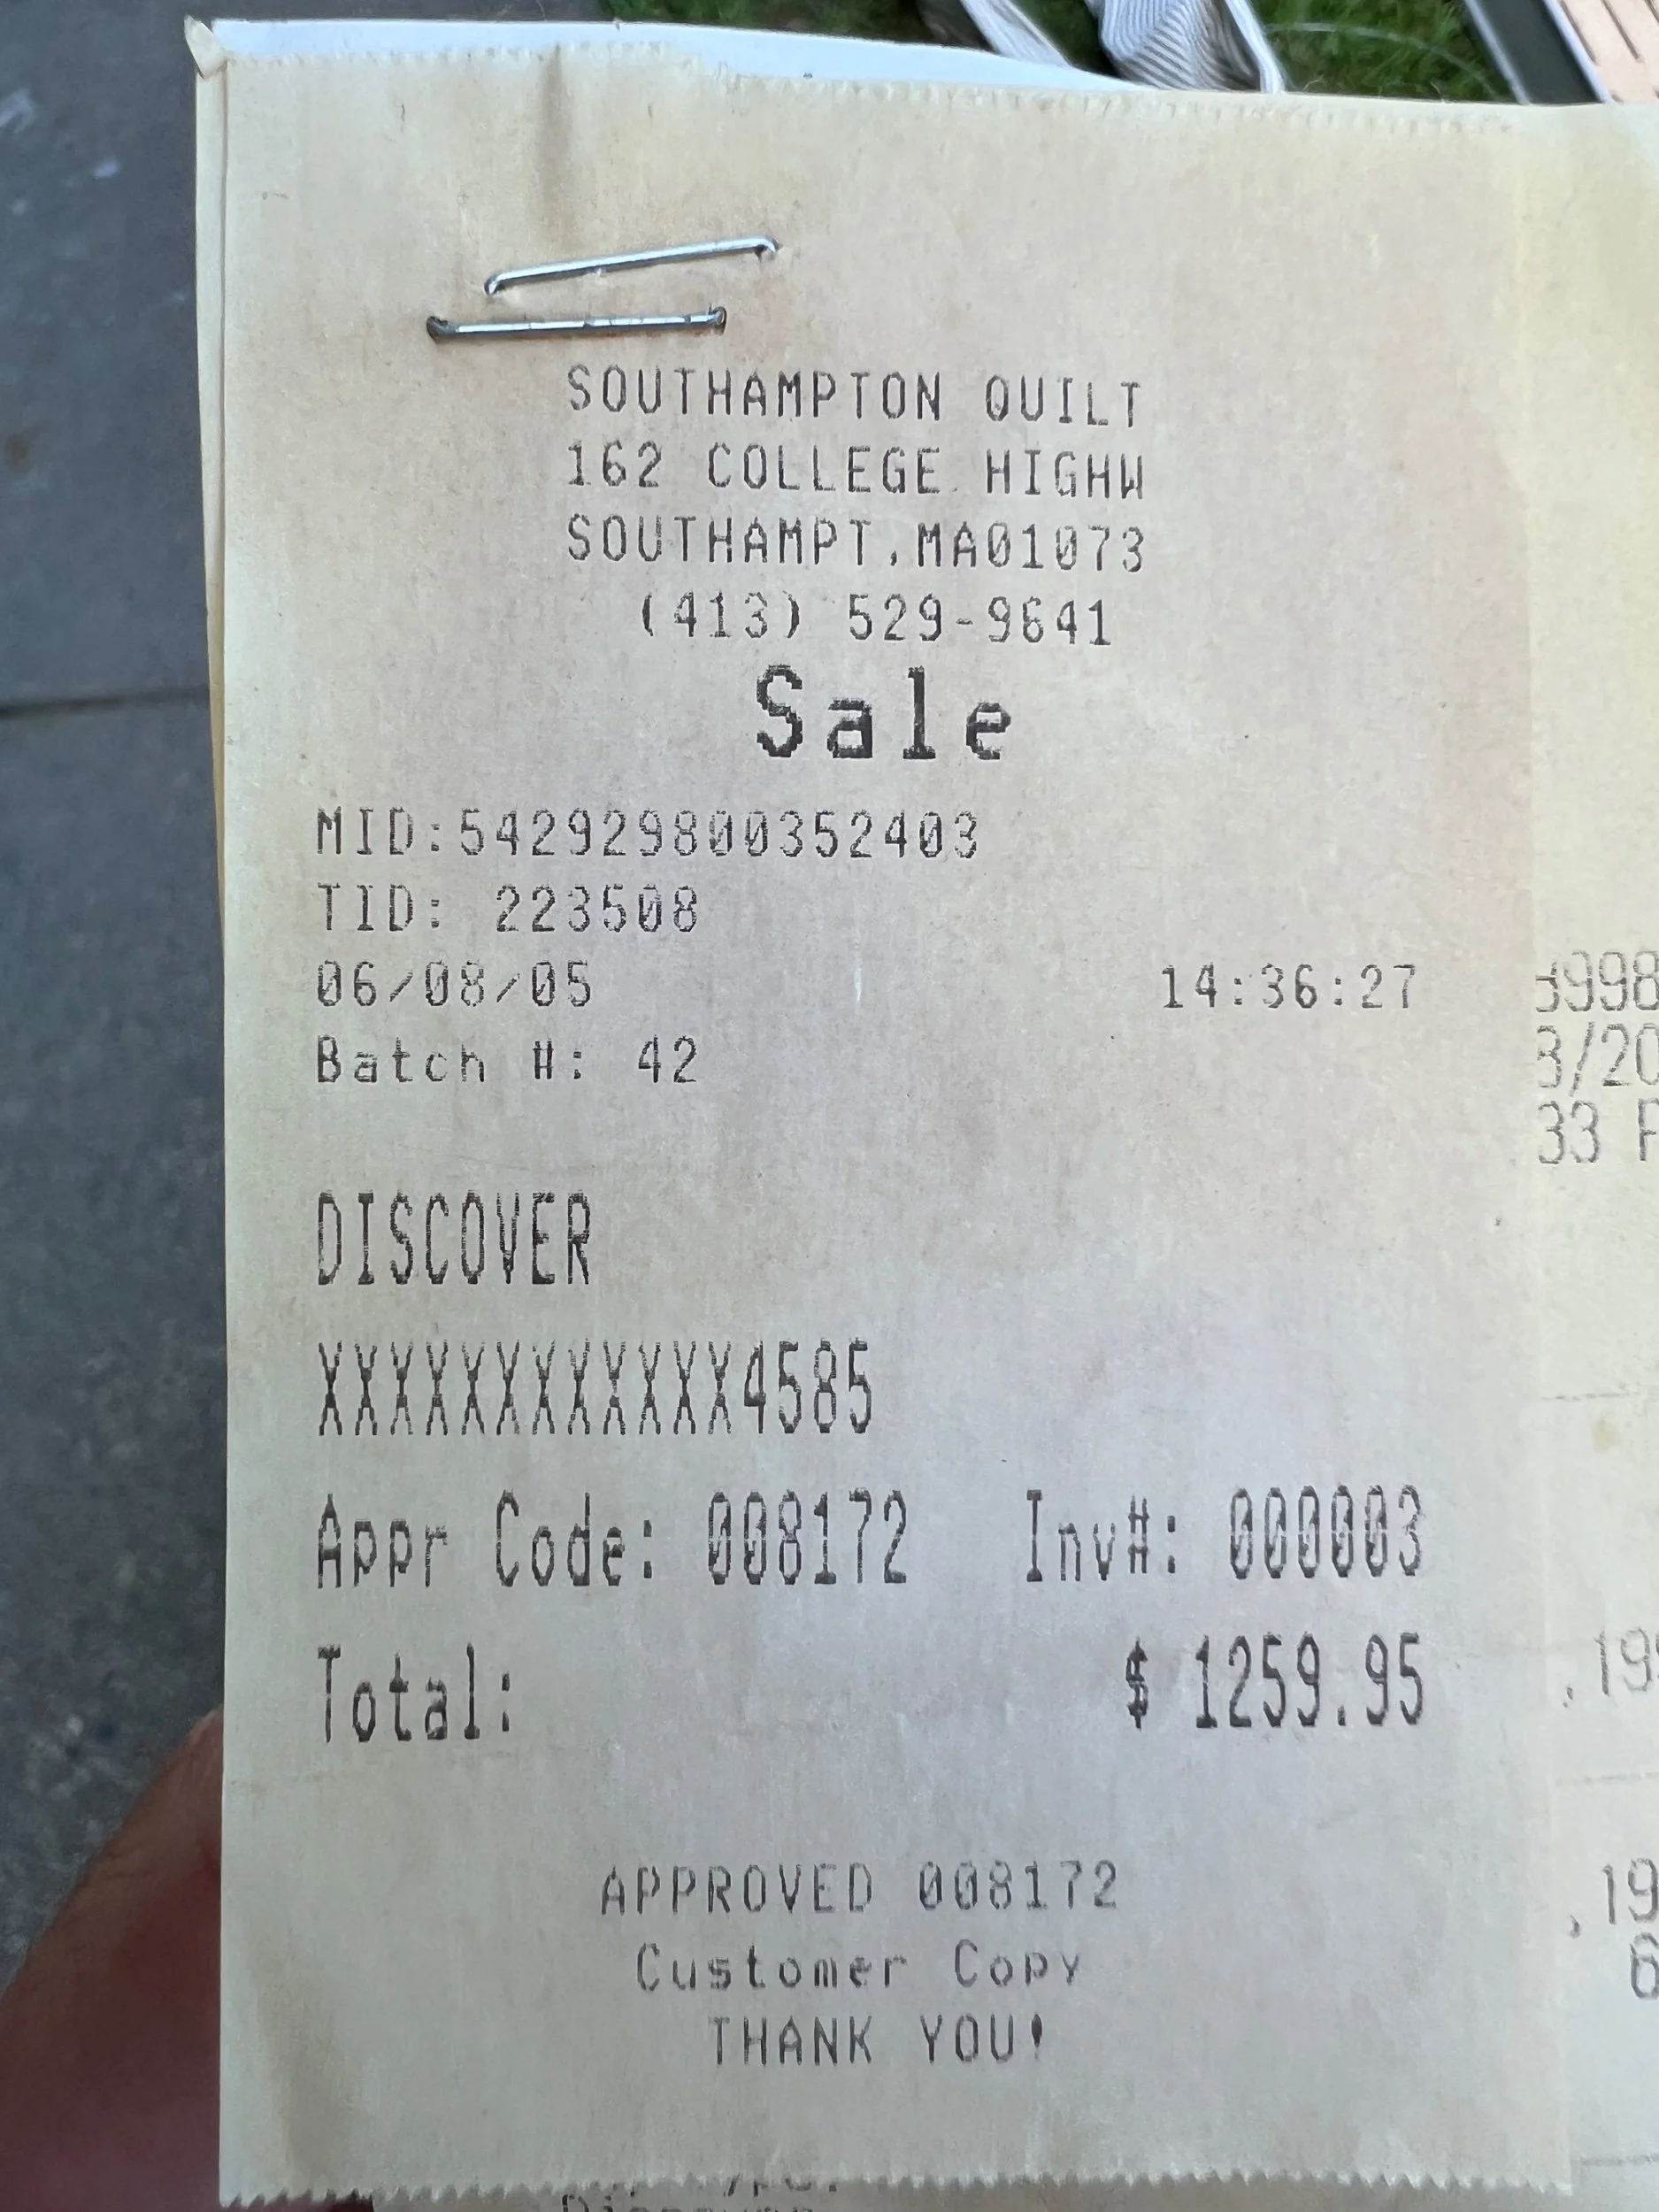 SOUTHAMPTON QUILT
162 COLLEGE HIGHW
SOUTHAMPT,MA01073
(413) 529-9641
Sale
MID:542929800352403
TID: 223508
06/08/05 14:36:27
Batch #: 42
DISCOVER
XXXXXXXXXXXX4585
Appr Code: 008172 Inv#: 000003
Total: $ 1259.95
APPROVED 008172
Customer Copy
THANK YOU!